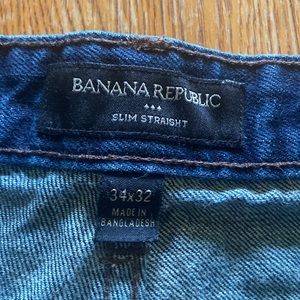 BANANA REPUBLIC
SLIM STRAIGHT
34x32
MADE IN
BANGLADESH